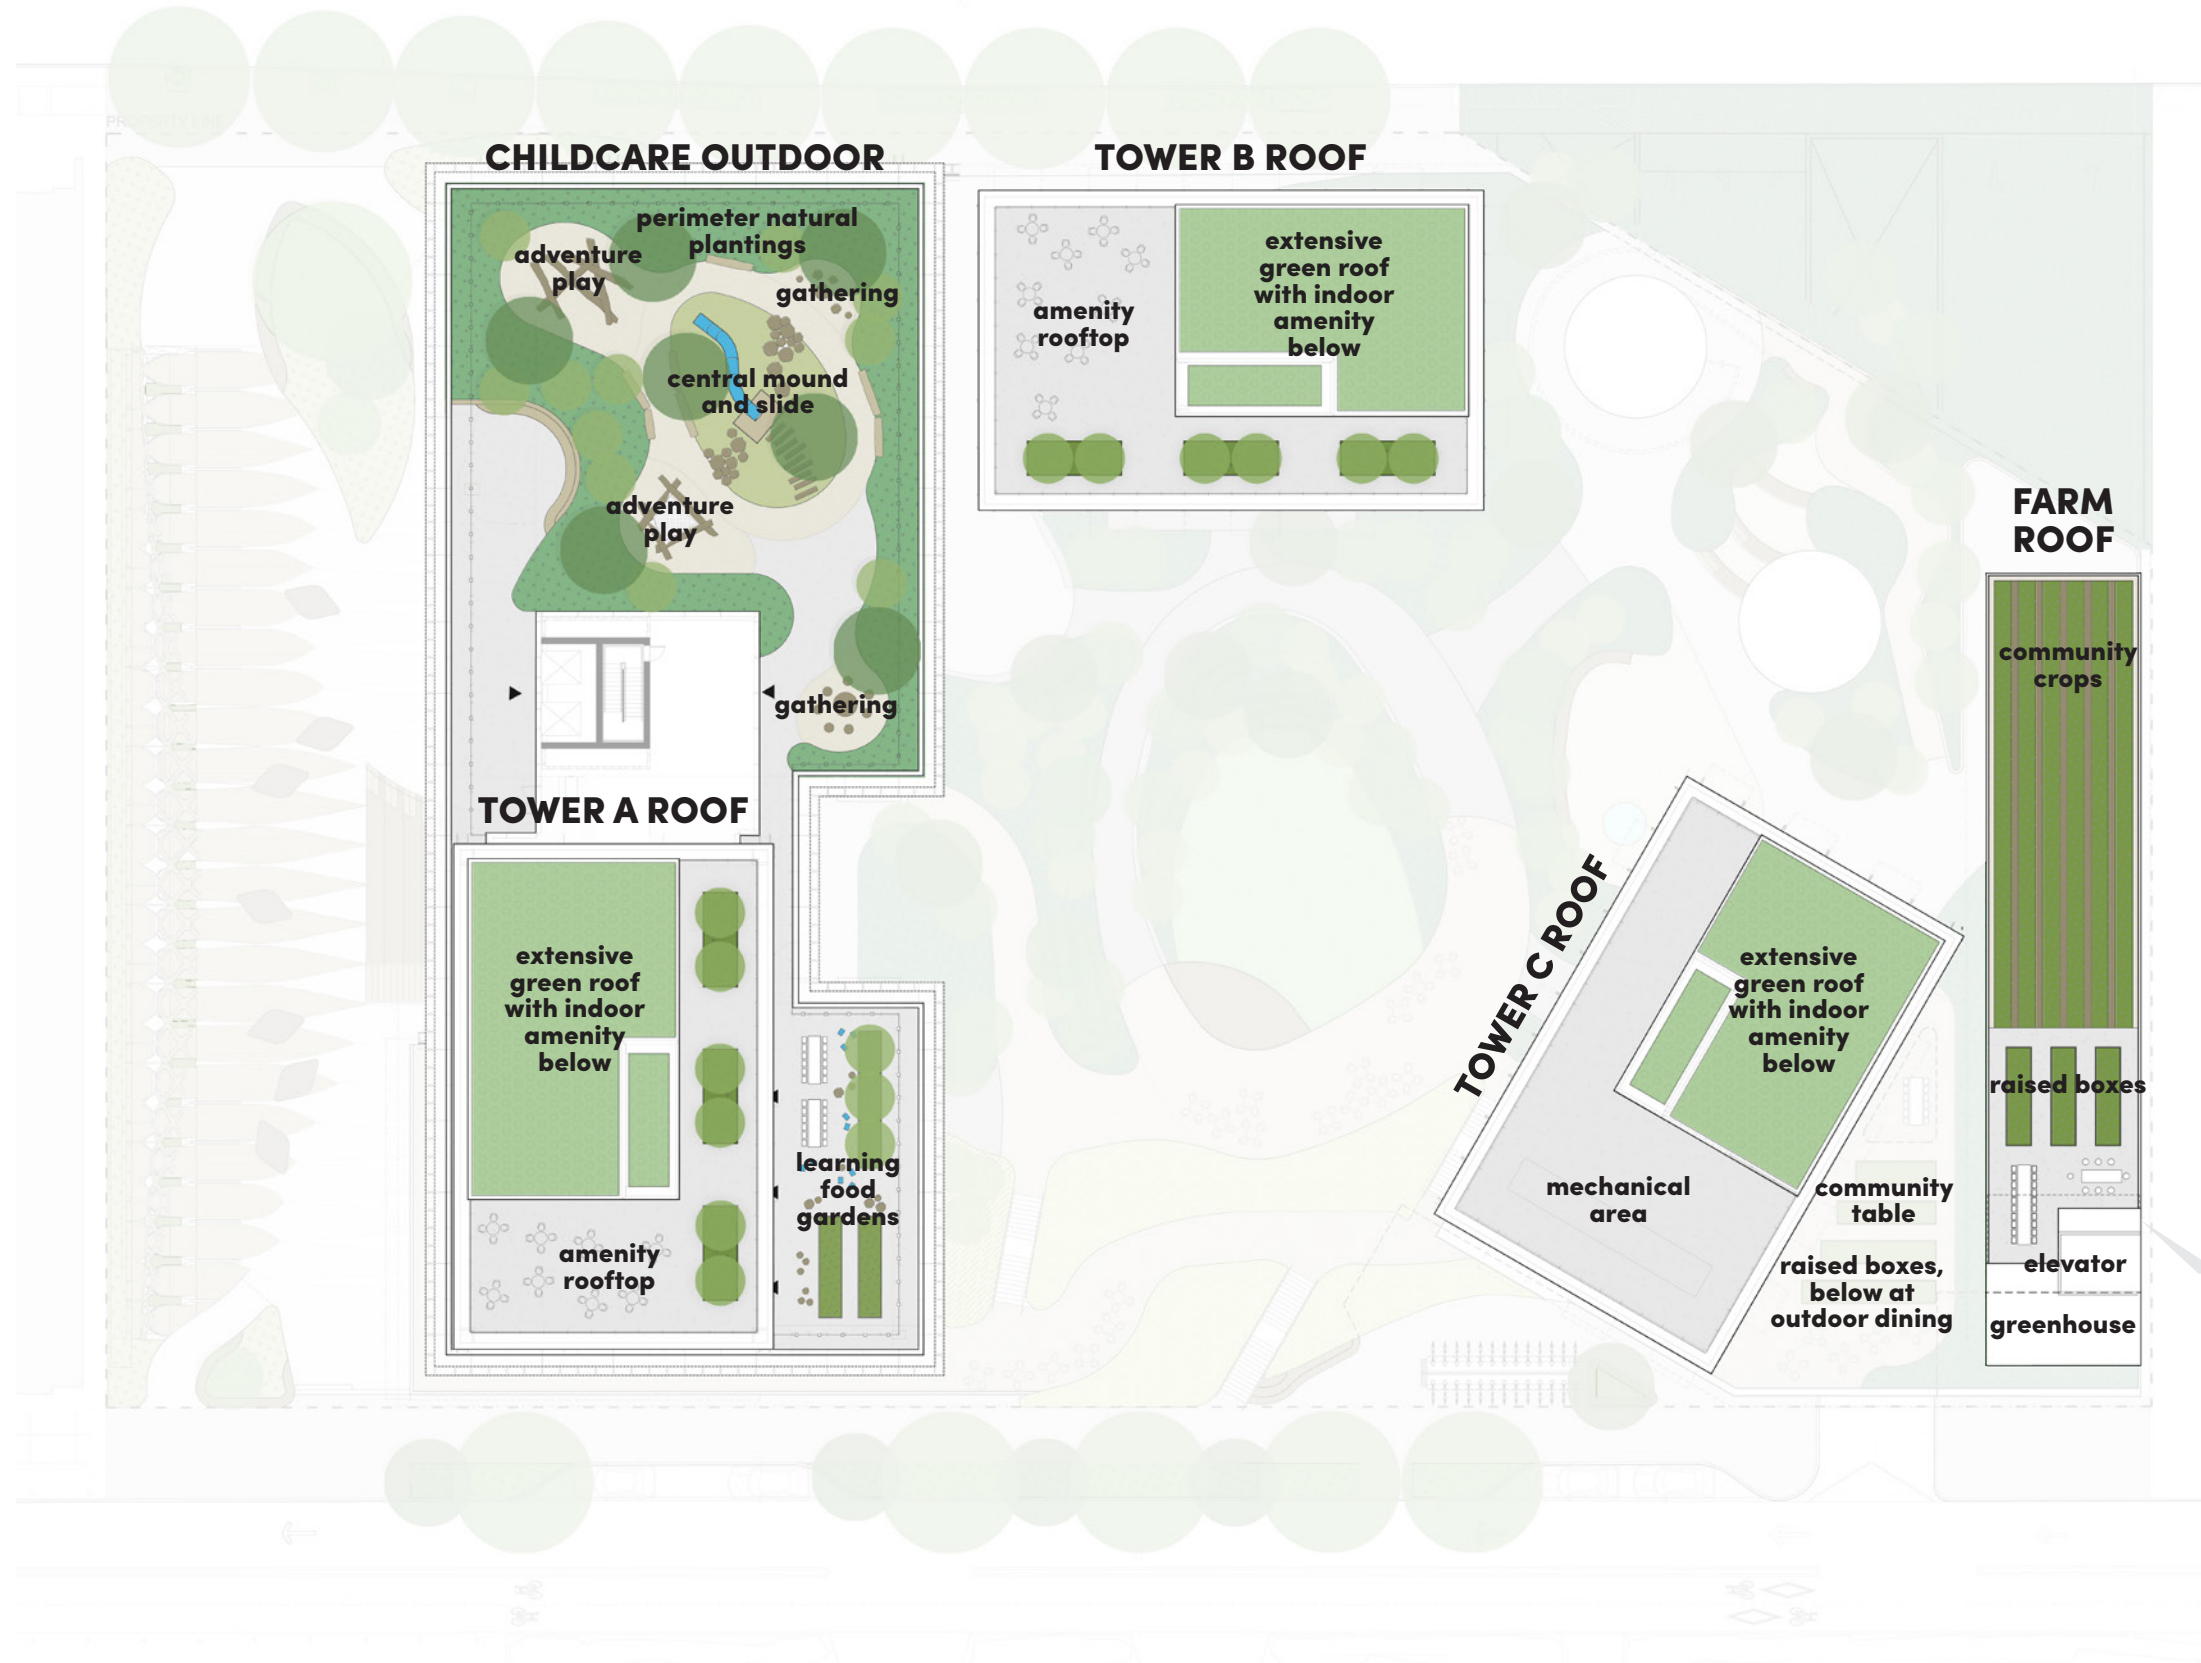 PROPERTY LINE
CHILDCARE OUTDOOR
perimeter natural
plantings
adventure
play
gathering
central mound
and slide
adventure
play
gathering
TOWER A ROOF
extensive
green roof
with indoor
amenity
below
amenity
rooftop
learning
food
gardens
TOWER B ROOF
amenity
rooftop
extensive
green roof
with indoor
amenity
below
TOWER C ROOF
extensive
green roof
with indoor
amenity
below
mechanical
area
community
table
raised boxes,
below at
outdoor dining
FARM
ROOF
community
crops
raised boxes
elevator
greenhouse